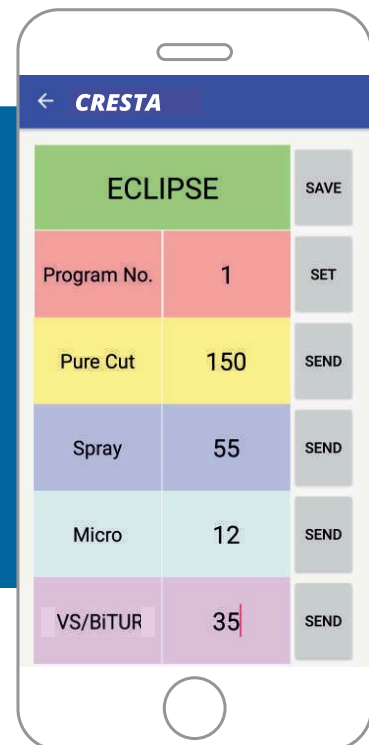 ← CRESTA
ECLIPSE SAVE
Program No. 1 SET
Pure Cut 150 SEND
Spray 55 SEND
Micro 12 SEND
VS/BiTUR 35 SEND